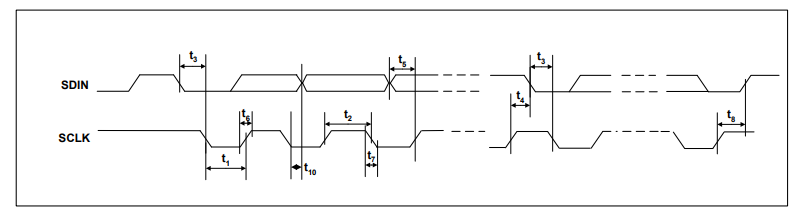 t3 t5 t3
SDIN
t4
t6 t2 t8
SCLK
t1 t10 t7